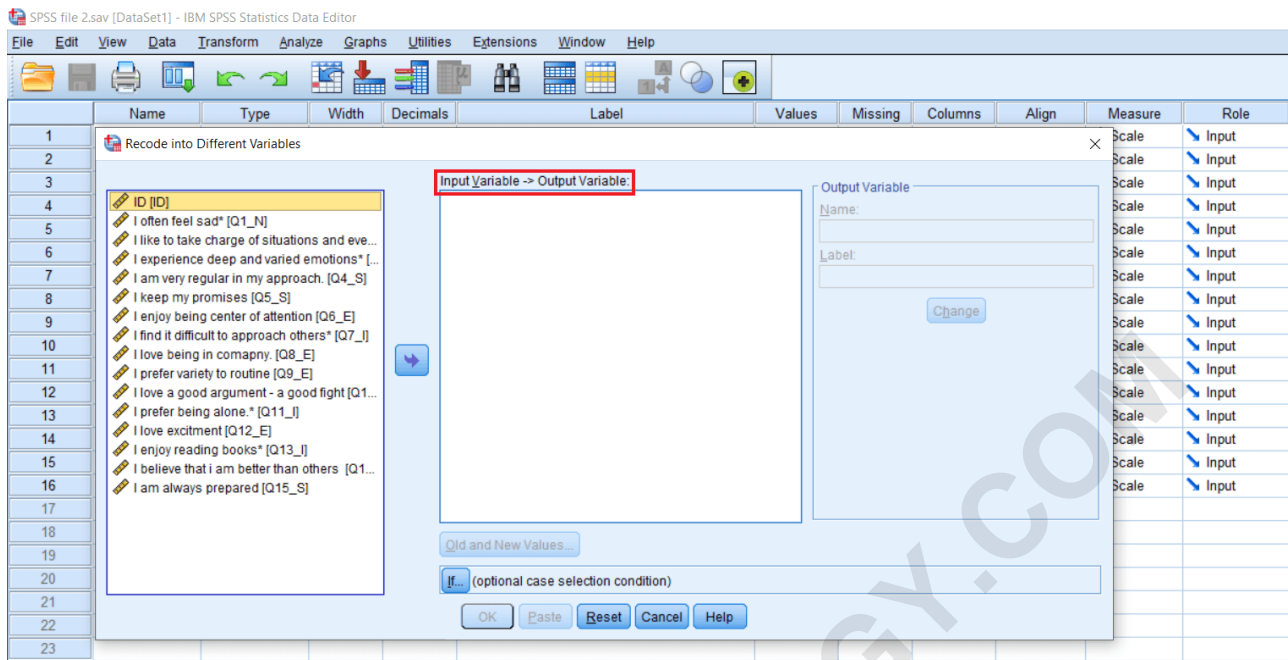 SPSS file 2.sav [DataSet1] - IBM SPSS Statistics Data Editor
File Edit View Data Transform Analyze Graphs Utilities Extensions Window Help
Name Type Width Decimals Label Values Missing Columns Align Measure Role
1 Scale Input
2 Scale Input
3 Scale Input
4 Scale Input
5 Scale Input
6 Scale Input
7 Scale Input
8 Scale Input
9 Scale Input
10 Scale Input
11 Scale Input
12 Scale Input
13 Scale Input
14 Scale Input
15 Scale Input
16 Scale Input
17
18
19
20
21
22
23
Recode into Different Variables
ID [ID]
I often feel sad* [Q1_N]
I like to take charge of situations and eve...
I experience deep and varied emotions* [...
I am very regular in my approach. [Q4_S]
I keep my promises [Q5_S]
I enjoy being center of attention [Q6_E]
I find it difficult to approach others* [Q7_I]
I love being in comapny. [Q8_E]
I prefer variety to routine [Q9_E]
I love a good argument - a good fight [Q1...
I prefer being alone.* [Q11_I]
I love excitment [Q12_E]
I enjoy reading books* [Q13_I]
I believe that i am better than others [Q1...
I am always prepared [Q15_S]
Input Variable -> Output Variable:
Output Variable
Name:
Label:
Change
Old and New Values...
If... (optional case selection condition)
OK Paste Reset Cancel Help
GY.COM